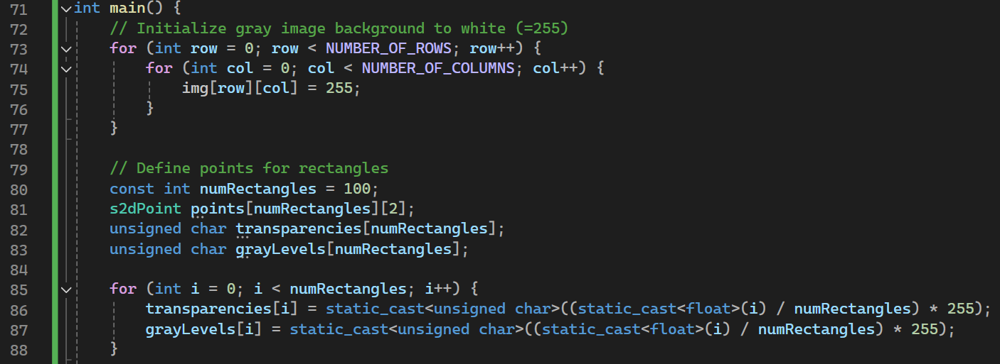 71 int main() {
72 // Initialize gray image background to white (=255)
73 for (int row = 0; row < NUMBER_OF_ROWS; row++) {
74 for (int col = 0; col < NUMBER_OF_COLUMNS; col++) {
75 img[row][col] = 255;
76 }
77 }
78
79 // Define points for rectangles
80 const int numRectangles = 100;
81 s2dPoint points[numRectangles][2];
82 unsigned char transparencies[numRectangles];
83 unsigned char grayLevels[numRectangles];
84
85 for (int i = 0; i < numRectangles; i++) {
86 transparencies[i] = static_cast<unsigned char>((static_cast<float>(i) / numRectangles) * 255);
87 grayLevels[i] = static_cast<unsigned char>((static_cast<float>(i) / numRectangles) * 255);
88 }